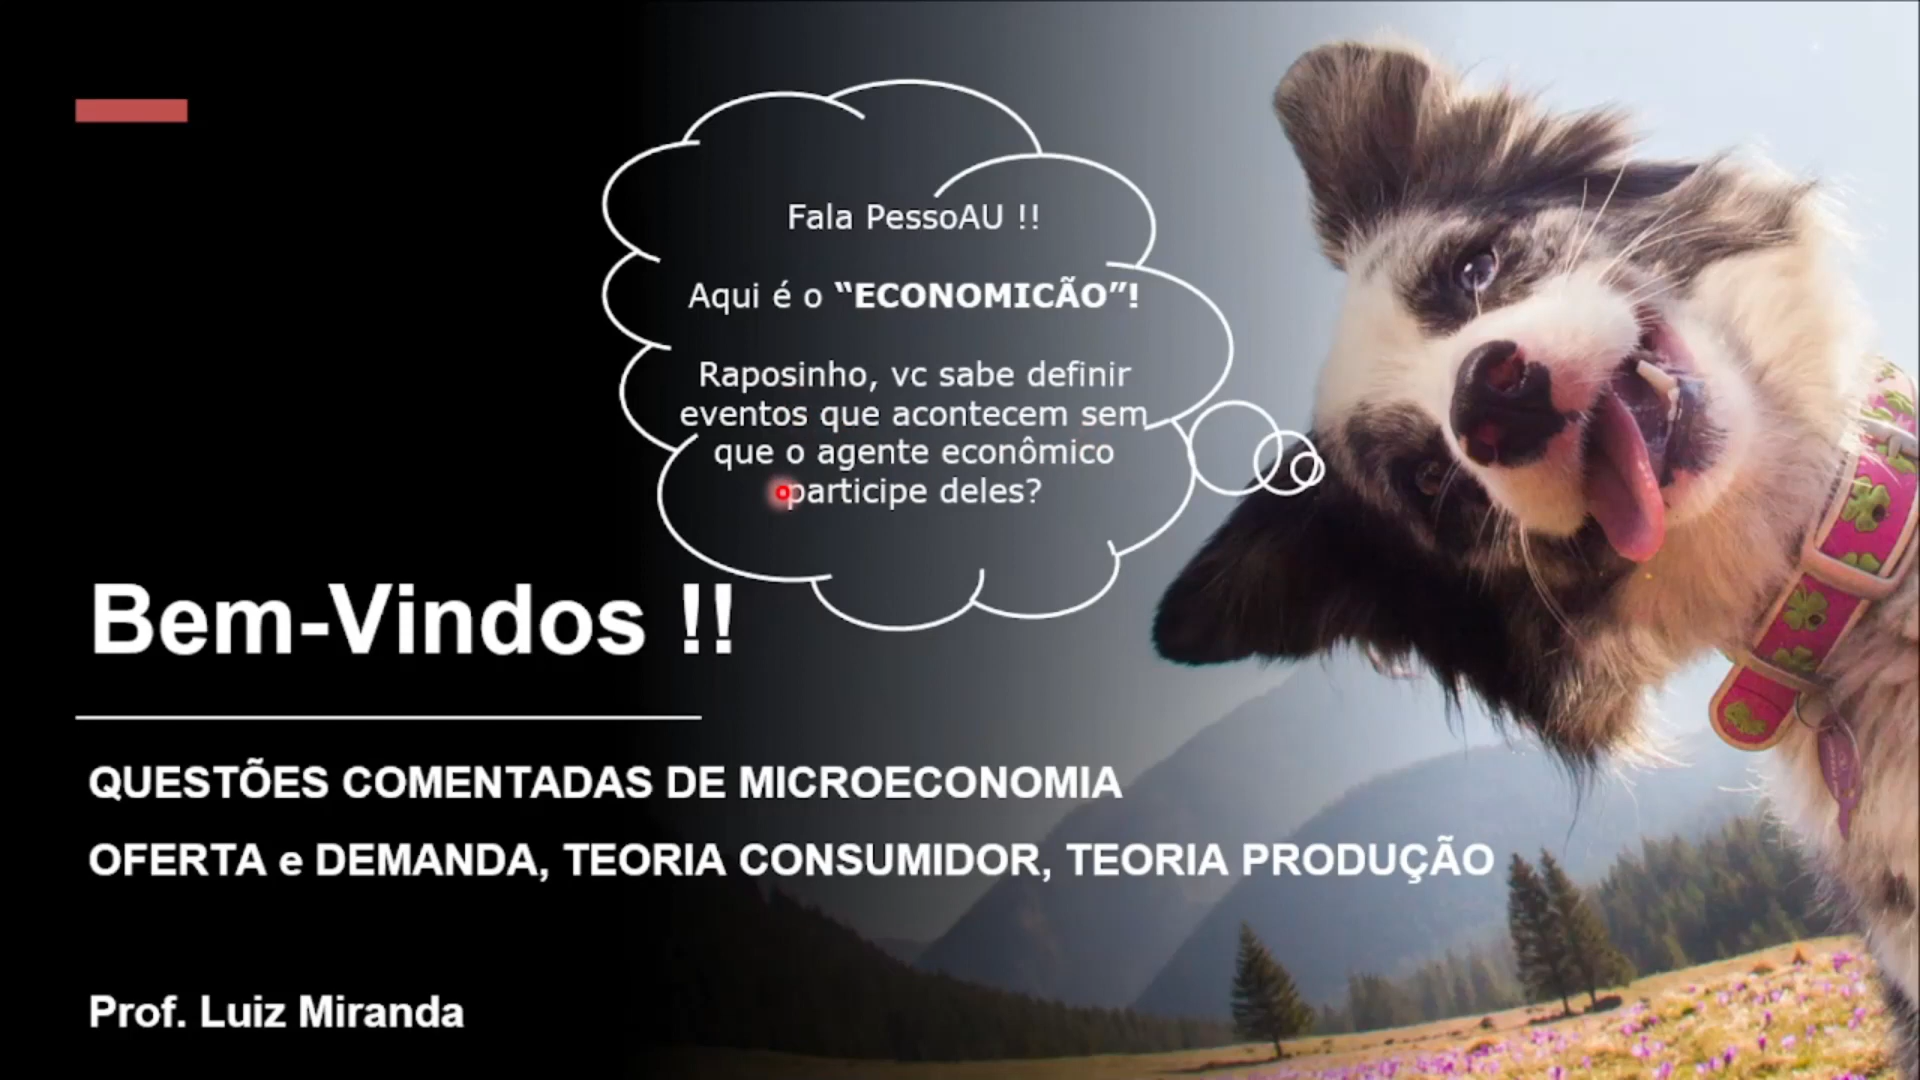 Fala PessoAU !!
Aqui é o “ECONOMICÃO”!
Raposinho, vc sabe definir
eventos que acontecem sem
que o agente econômico
participe deles?
Bem-Vindos !!
QUESTÕES COMENTADAS DE MICROECONOMIA
OFERTA e DEMANDA, TEORIA CONSUMIDOR, TEORIA PRODUÇÃO
Prof. Luiz Miranda